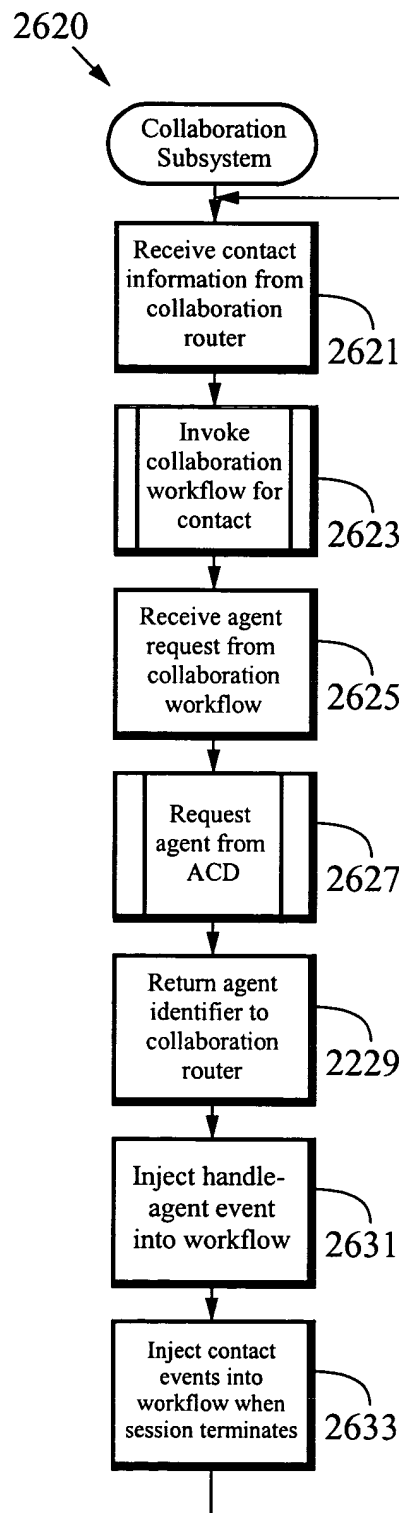 2620
Collaboration
Subsystem
Receive contact
information from
collaboration
router
2621
Invoke
collaboration
workflow for
contact
2623
Receive agent
request from
collaboration
workflow
2625
Request
agent from
ACD
2627
Return agent
identifier to
collaboration
router
2229
Inject handle-
agent event
into workflow
2631
Inject contact
events into
workflow when
session terminates
2633